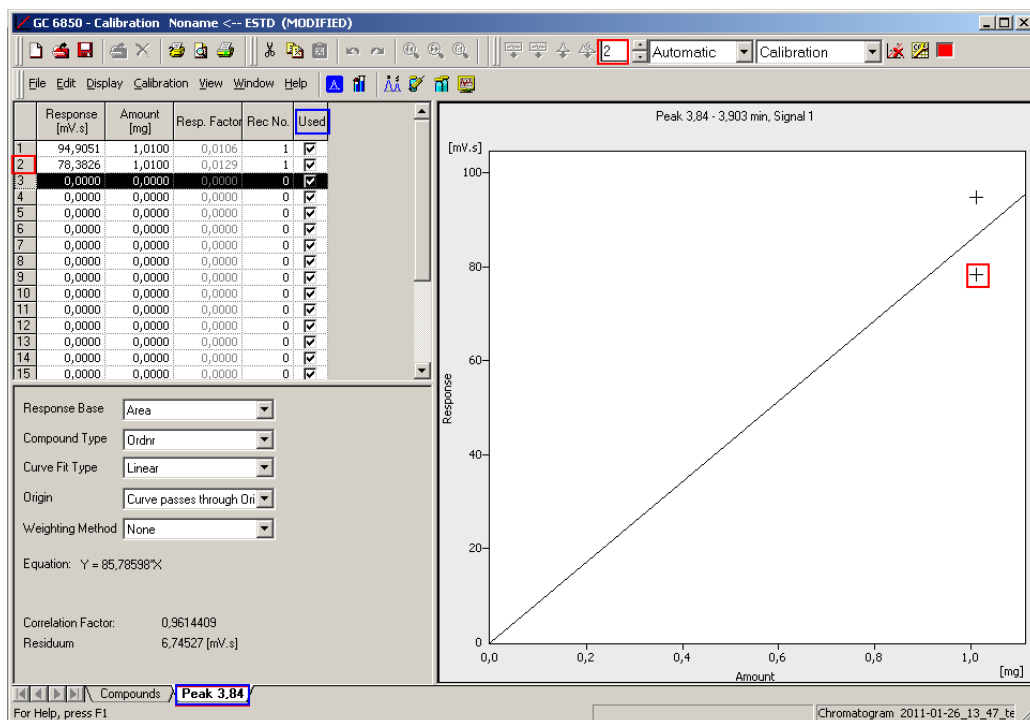 GC 6850 - Calibration Noname <-- ESTD (MODIFIED)
2 Automatic Calibration
File Edit Display Calibration View Window Help
Response [mV.s] Amount [mg] Resp. Factor Rec No. Used
1 94,9051 1,0100 0,0106 1
2 78,3826 1,0100 0,0129 1
3 0,0000 0,0000 0,0000 0
4 0,0000 0,0000 0,0000 0
5 0,0000 0,0000 0,0000 0
6 0,0000 0,0000 0,0000 0
7 0,0000 0,0000 0,0000 0
8 0,0000 0,0000 0,0000 0
9 0,0000 0,0000 0,0000 0
10 0,0000 0,0000 0,0000 0
11 0,0000 0,0000 0,0000 0
12 0,0000 0,0000 0,0000 0
13 0,0000 0,0000 0,0000 0
14 0,0000 0,0000 0,0000 0
15 0,0000 0,0000 0,0000 0
Response Base Area
Compound Type Ordnr
Curve Fit Type Linear
Origin Curve passes through Ori
Weighting Method None
Equation: Y = 85,78598*X
Correlation Factor: 0,9614409
Residuum 6,74527 [mV.s]
Peak 3,84 - 3,903 min, Signal 1
[mV.s]
100
80
60
40
20
0
Response
0,0 0,2 0,4 0,6 0,8 1,0
Amount
[mg]
Compounds Peak 3,84
For Help, press F1
Chromatogram 2011-01-26_13_47_te